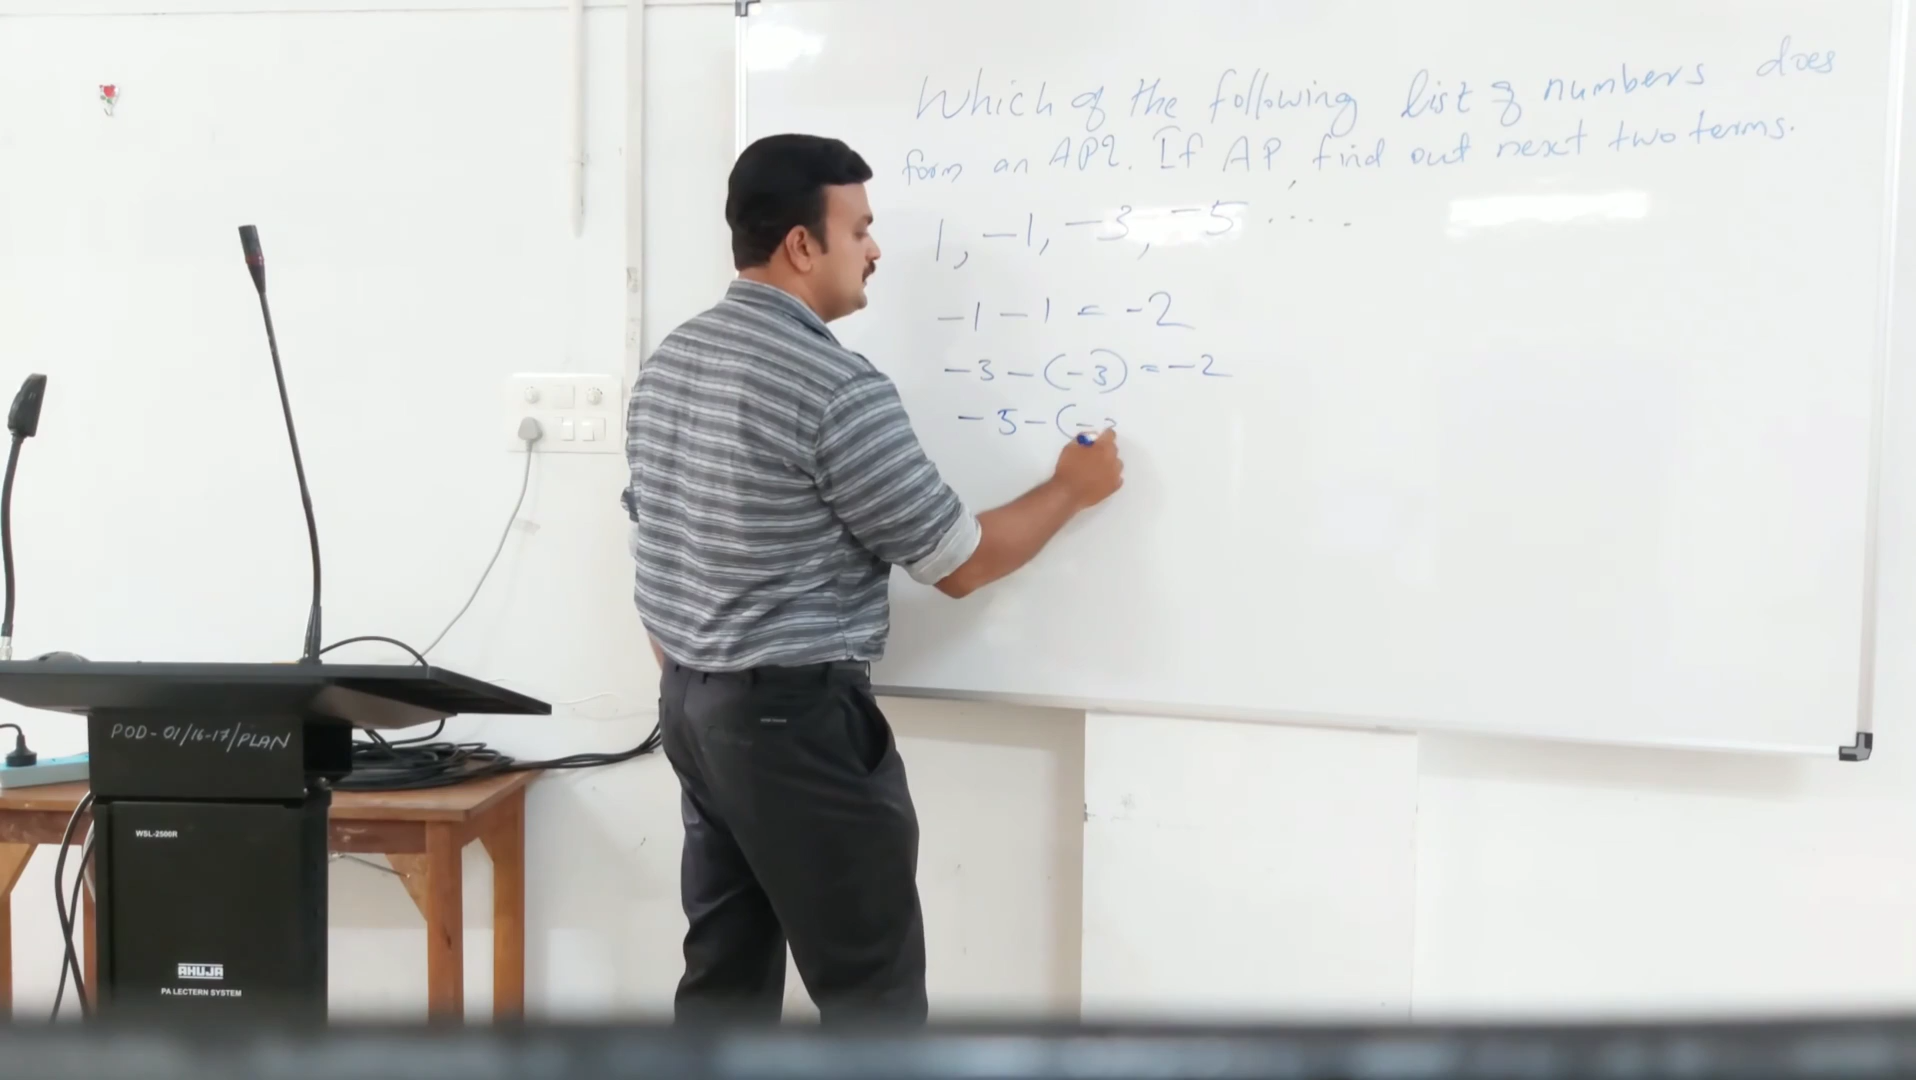 Which of the following list of numbers does
form an AP?. If AP, find out next two terms.
1, -1, -3, -5 ....
-1 - 1 = -2
-3 - (-3) = -2
-5 - (-3
POD-01/16-17/PLAN
WSL-2500R
AHUJA
PA LECTERN SYSTEM